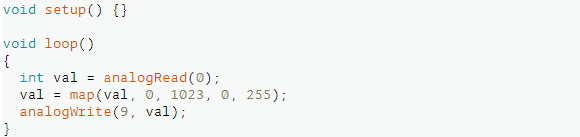 void setup() {}
void loop()
{
int val = analogRead(0);
val = map(val, 0, 1023, 0, 255);
analogWrite(9, val);
}